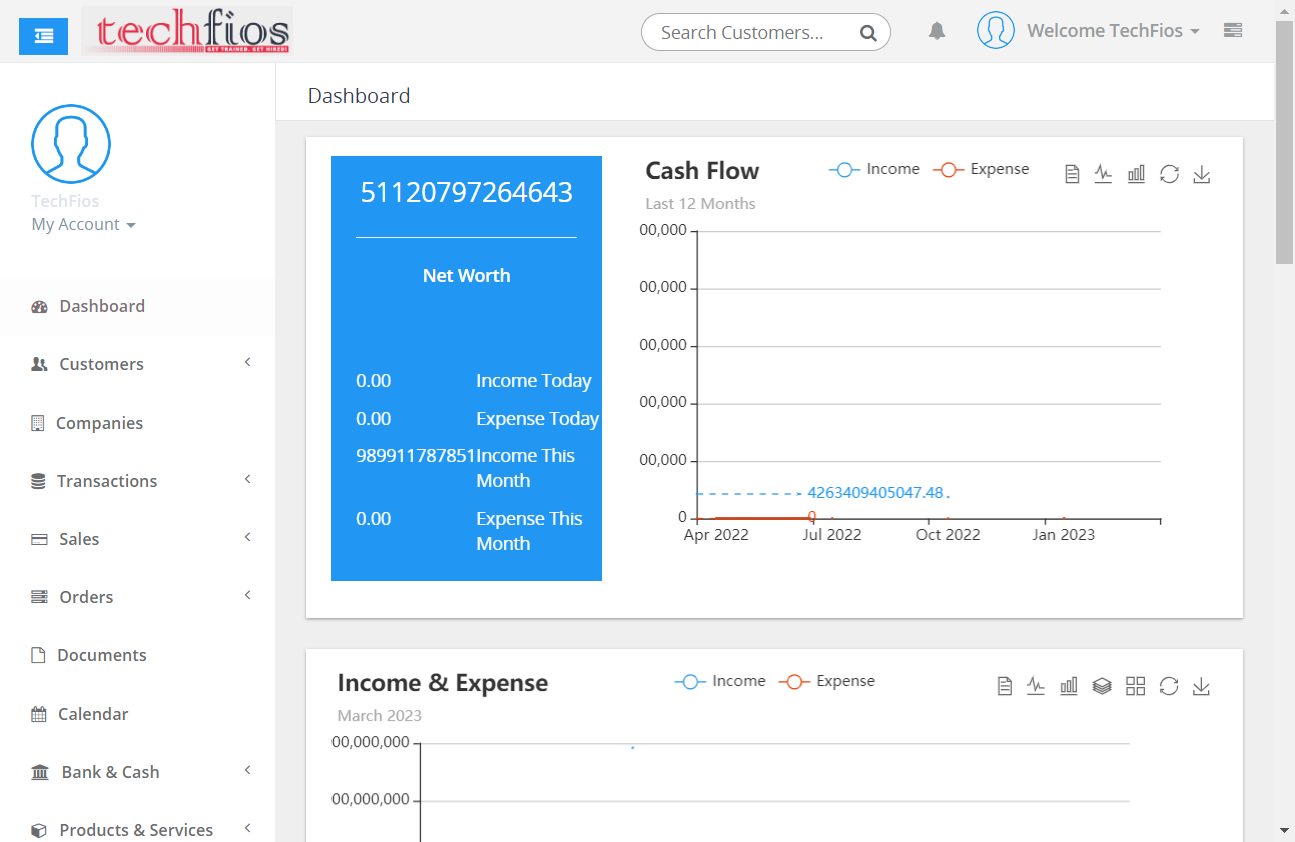 techfios
GET TRAINED. GET HIRED!
Search Customers...
Welcome TechFios
TechFios
My Account
Dashboard
Customers
Companies
Transactions
Sales
Orders
Documents
Calendar
Bank & Cash
Products & Services
Dashboard
51120797264643
Net Worth
0.00 Income Today
0.00 Expense Today
989911787851 Income This
Month
0.00 Expense This
Month
Cash Flow
Last 12 Months
Income Expense
00,000
00,000
00,000
00,000
00,000
4263409405047.48
0
0
Apr 2022 Jul 2022 Oct 2022 Jan 2023
Income & Expense
March 2023
Income Expense
00,000,000
00,000,000